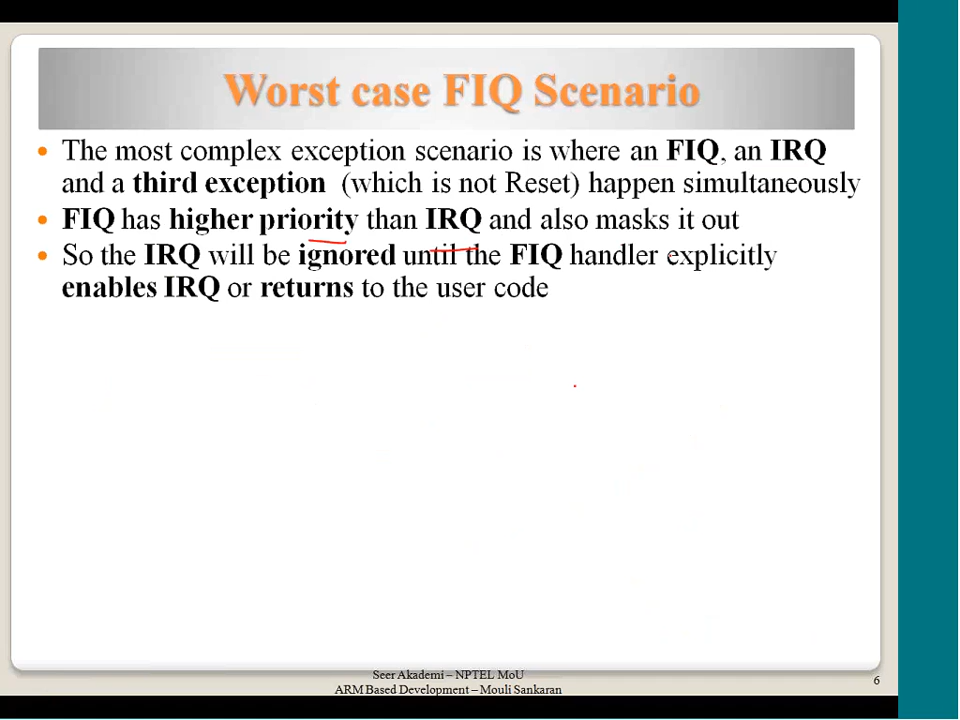 Worst case FIQ Scenario
• The most complex exception scenario is where an FIQ, an IRQ
and a third exception (which is not Reset) happen simultaneously
• FIQ has higher priority than IRQ and also masks it out
• So the IRQ will be ignored until the FIQ handler explicitly
enables IRQ or returns to the user code
Seer Akademi – NPTEL MoU
ARM Based Development – Mouli Sankaran
6